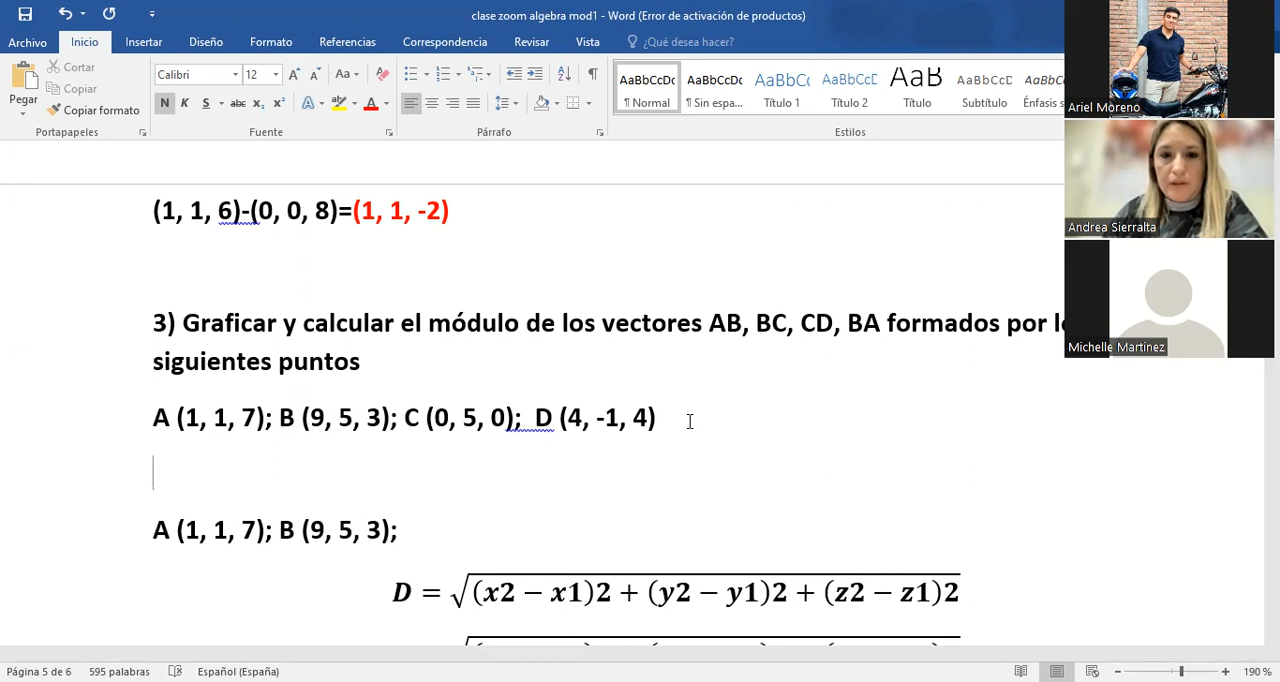 clase zoom algebra mod1 - Word (Error de activación de productos)
Archivo Inicio Insertar Diseño Formato Referencias Correspondencia Revisar Vista ¿Qué desea hacer?
Pegar
Cortar
Copiar
Copiar formato
Portapapeles
Calibri 12 Aa
N K S abc x₂ x² A A
Fuente
Párrafo
AaBbCcDc AaBbCcDc AaBbCc AaBbCcD AaB AaBbCcD AaBbCcD
¶ Normal ¶ Sin espa... Título 1 Título 2 Título Subtítulo Énfasis s
Estilos
Ariel Moreno
Andrea Sierralta
Michelle Martinez
(1, 1, 6)-(0, 0, 8)=(1, 1, -2)
3) Graficar y calcular el módulo de los vectores AB, BC, CD, BA formados por
siguientes puntos
A (1, 1, 7); B (9, 5, 3); C (0, 5, 0); D (4, -1, 4)
A (1, 1, 7); B (9, 5, 3);
D = √(x2 − x1)2 + (y2 − y1)2 + (z2 − z1)2
Página 5 de 6 595 palabras Español (España) 190 %